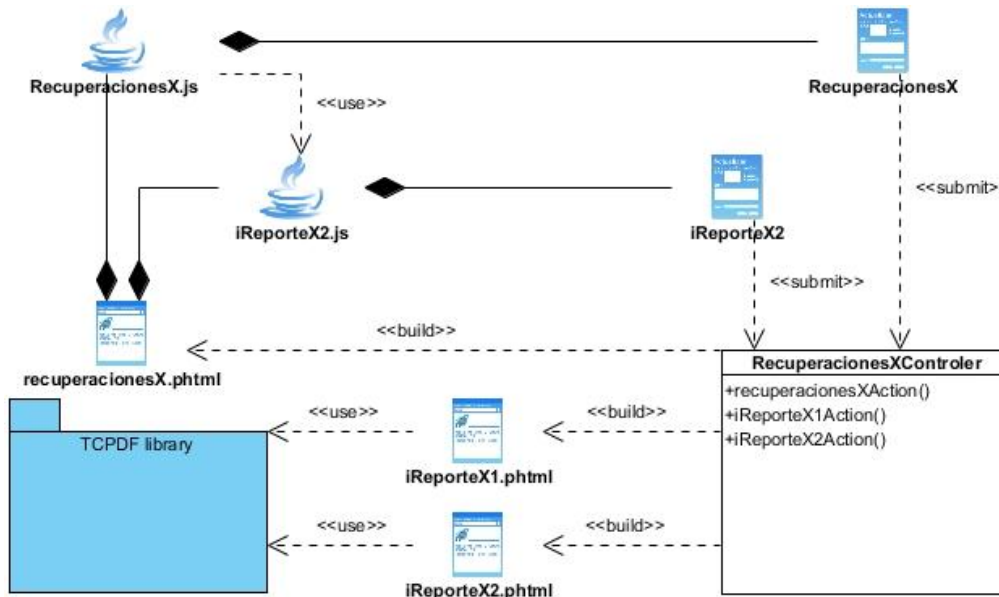 RecuperacionesX.js
RecuperacionesX
<<use>>
<<submit>>
iReporteX2.js
iReporteX2
<<submit>>
<<build>>
recuperacionesX.phtml
RecuperacionesXControler
+recuperacionesXAction()
+iReporteX1Action()
+iReporteX2Action()
TCPDF library
<<use>>
<<build>>
iReporteX1.phtml
<<use>>
<<build>>
iReporteX2.phtml